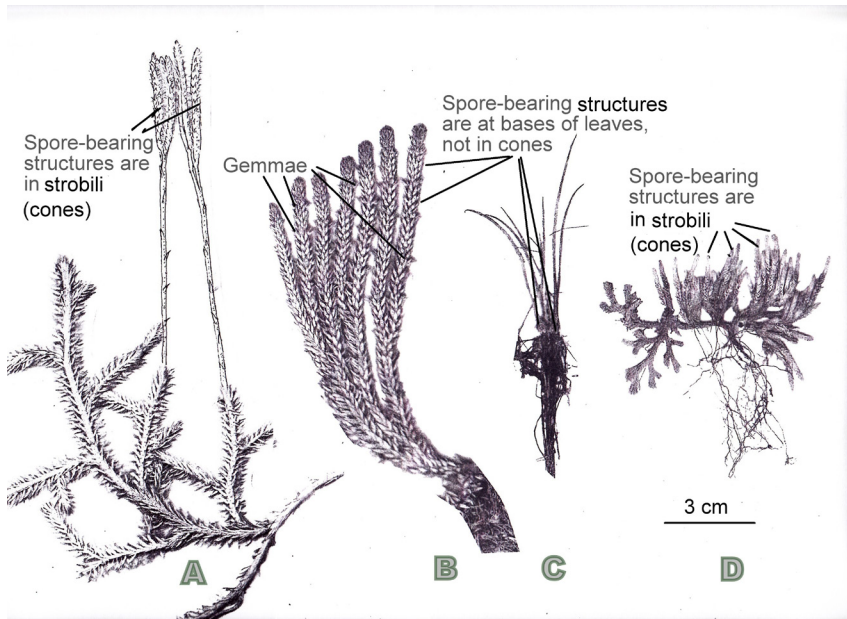 Spore-bearing
structures are
in strobili
(cones)
Gemmae
Spore-bearing structures
are at bases of leaves,
not in cones
Spore-bearing
structures are
in strobili
(cones)
3 cm
A
B
C
D